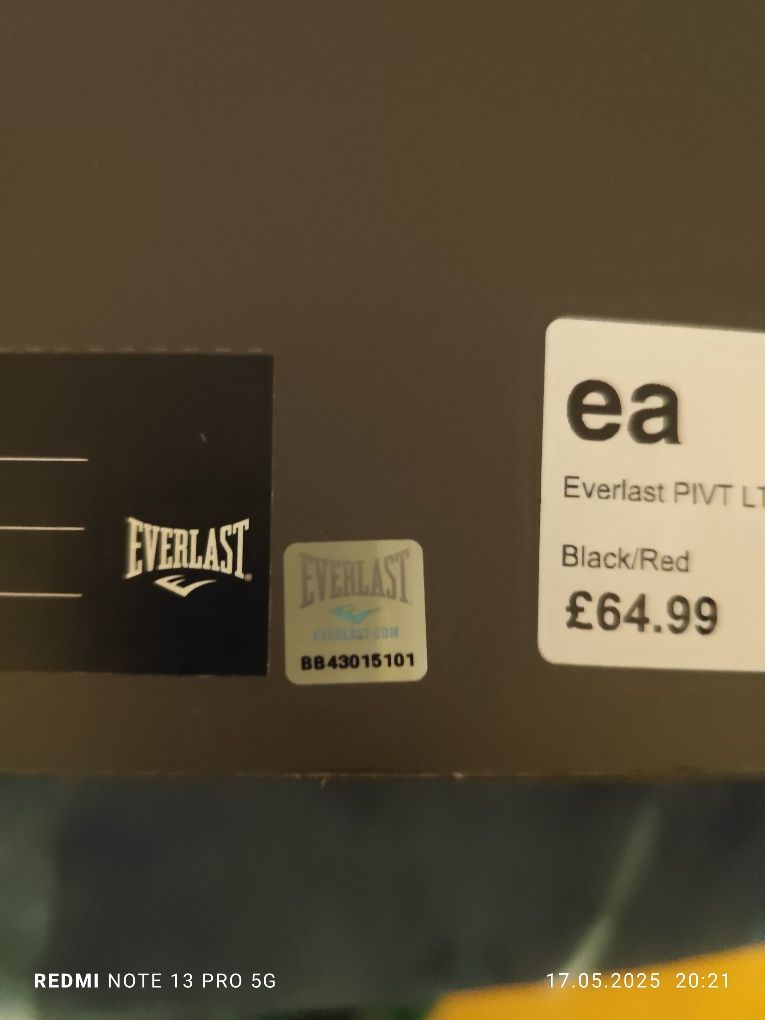 EVERLAST
EVERLAST
EVERLAST.COM
BB43015101
ea
Everlast PIVT
Black/Red
£64.99
REDMI NOTE 13 PRO 5G
17.05.2025 20:21